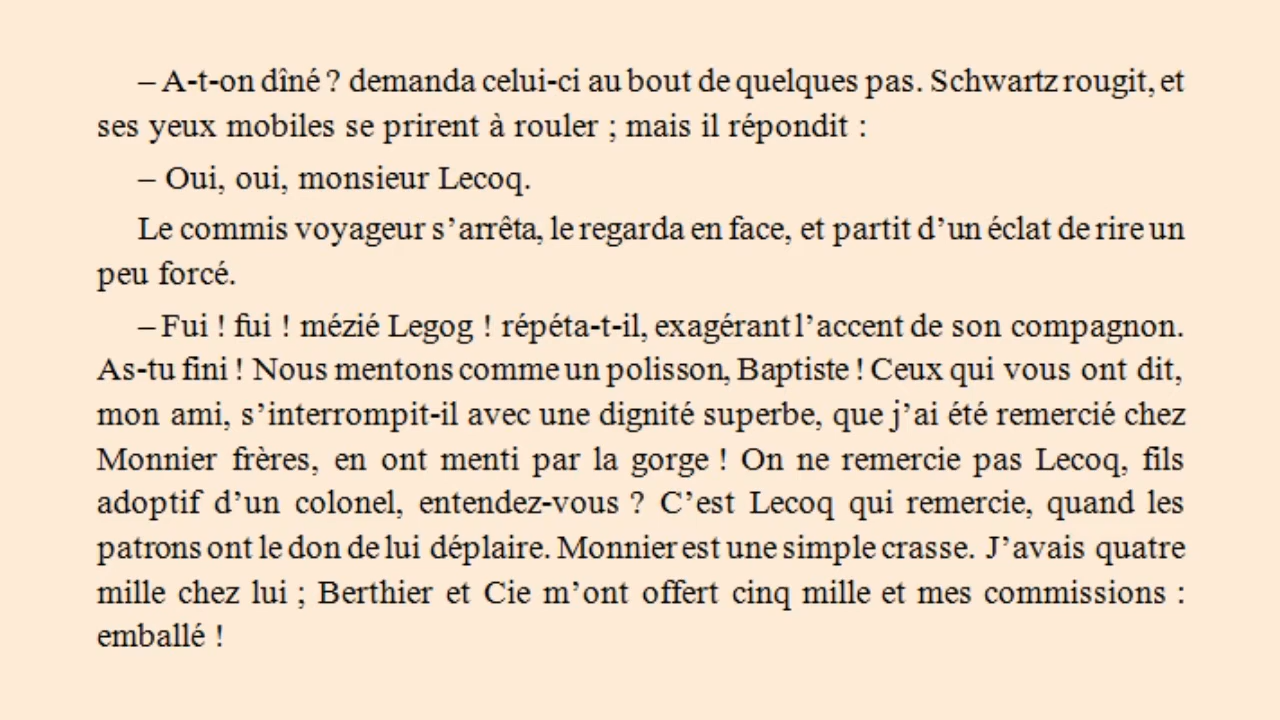 – A-t-on dîné ? demanda celui-ci au bout de quelques pas. Schwartz rougit, et
ses yeux mobiles se prirent à rouler ; mais il répondit :
– Oui, oui, monsieur Lecoq.
Le commis voyageur s’arrêta, le regarda en face, et partit d’un éclat de rire un
peu forcé.
– Fui ! fui ! mézié Legog ! répéta-t-il, exagérant l’accent de son compagnon.
As-tu fini ! Nous mentons comme un polisson, Baptiste ! Ceux qui vous ont dit,
mon ami, s’interrompit-il avec une dignité superbe, que j’ai été remercié chez
Monnier frères, en ont menti par la gorge ! On ne remercie pas Lecoq, fils
adoptif d’un colonel, entendez-vous ? C’est Lecoq qui remercie, quand les
patrons ont le don de lui déplaire. Monnier est une simple crasse. J’avais quatre
mille chez lui ; Berthier et Cie m’ont offert cinq mille et mes commissions :
emballé !